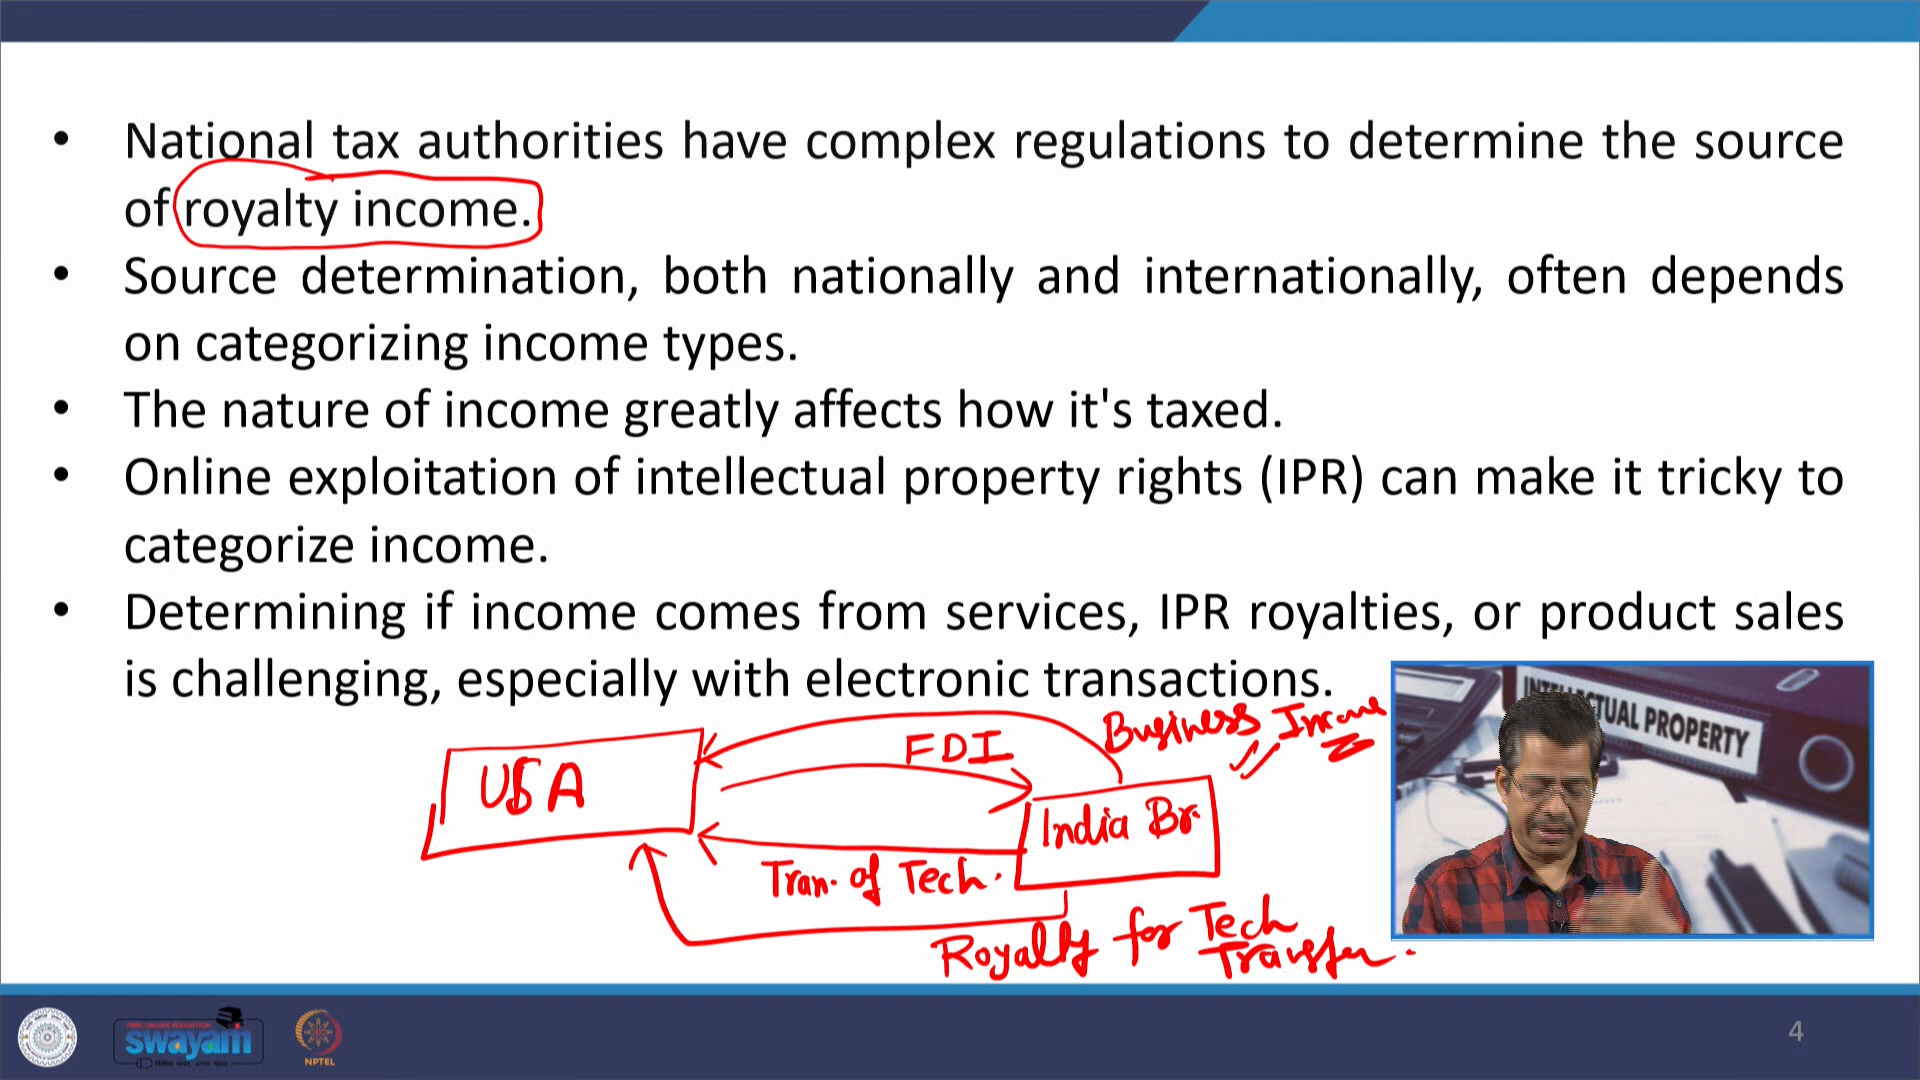 • National tax authorities have complex regulations to determine the source
of royalty income.
• Source determination, both nationally and internationally, often depends
on categorizing income types.
• The nature of income greatly affects how it's taxed.
• Online exploitation of intellectual property rights (IPR) can make it tricky to
categorize income.
• Determining if income comes from services, IPR royalties, or product sales
is challenging, especially with electronic transactions.
Business Income
FDI
USA
India Br.
Tran. of Tech.
Royalty for Tech
Transfer.
TUAL PROPERTY
swayam
NPTEL
4